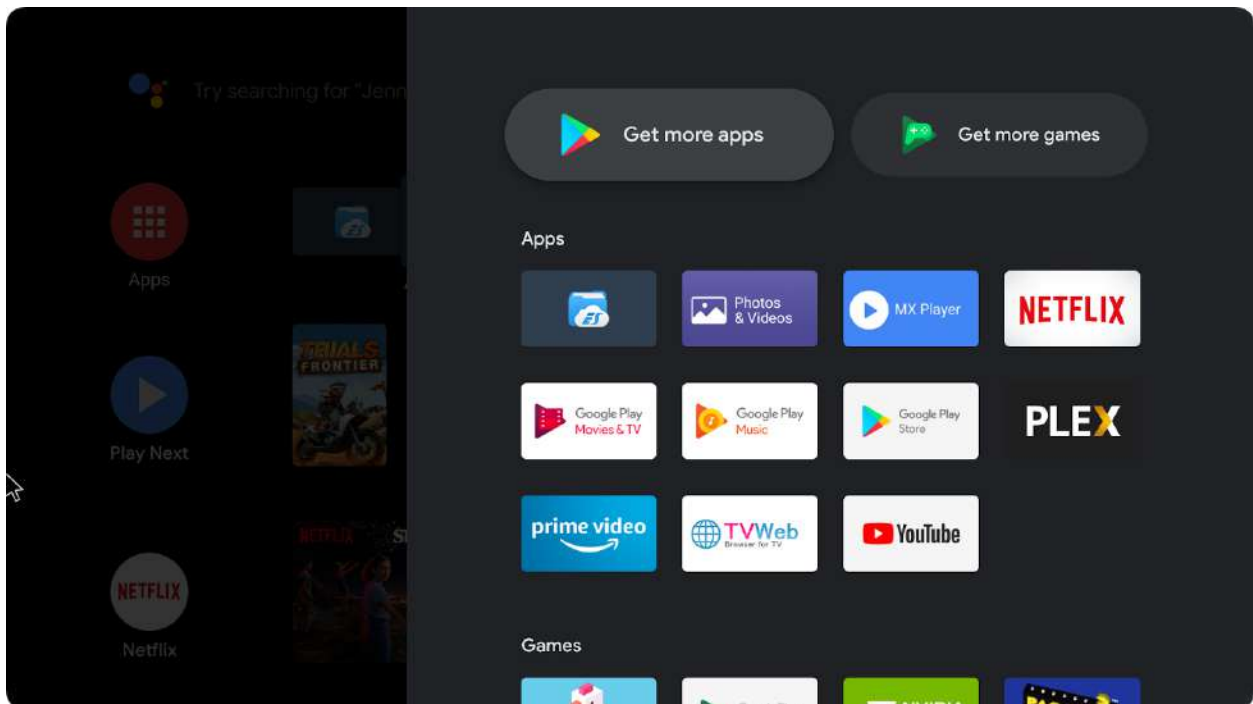 Try searching for "Jenn
Get more apps
Get more games
Apps
Apps
ES
Photos
& Videos
MX Player
NETFLIX
TRIALS
FRONTIER
Google Play
Movies & TV
Google Play
Music
Google Play
Store
PLEX
Play Next
prime video
TVWeb
Browser for TV
YouTube
NETFLIX
NETFLIX
Netflix
Games